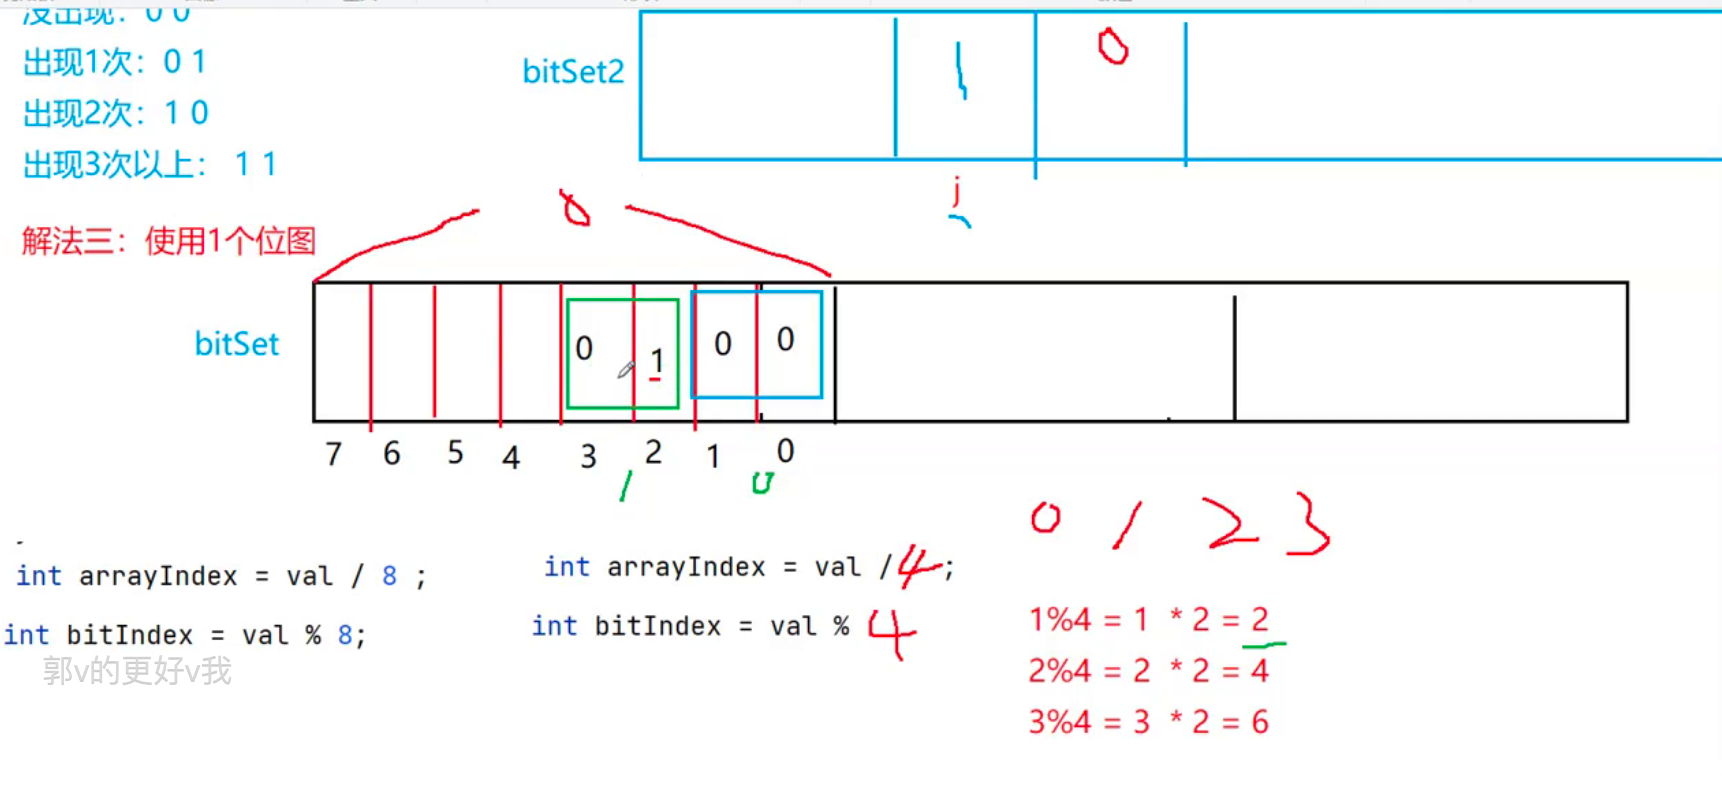 没出现：0 0
出现1次：0 1
出现2次：1 0
出现3次以上： 1 1
bitSet2
1 0
j
解法三：使用1个位图
0
bitSet
0 1 0 0
7 6 5 4 3 2 1 0
1 0
0 1 2 3
int arrayIndex = val / 8 ;
int bitIndex = val % 8;
int arrayIndex = val /4;
int bitIndex = val % 4
1%4 = 1 * 2 = 2
2%4 = 2 * 2 = 4
3%4 = 3 * 2 = 6
郭v的更好v我